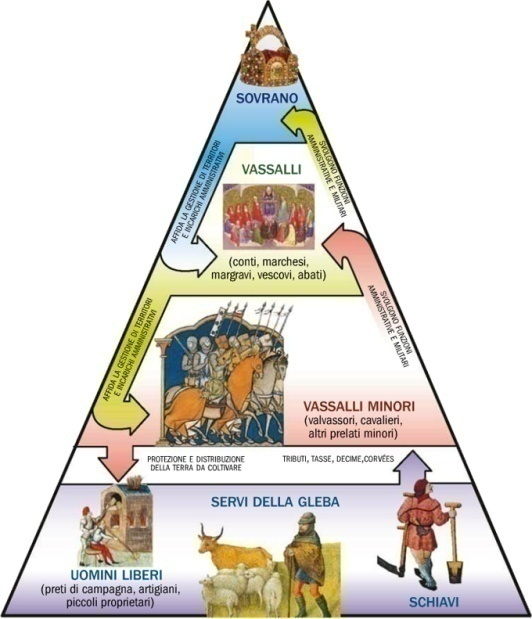 SOVRANO
AFFIDA LA GESTIONE DI TERRITORI
E INCARICHI AMMINISTRATIVI
SVOLGONO FUNZIONI
AMMINISTRATIVE E MILITARI
VASSALLI
(conti, marchesi,
margravi, vescovi, abati)
AFFIDA LA GESTIONE DI TERRITORI
E INCARICHI AMMINISTRATIVI
SVOLGONO FUNZIONI
AMMINISTRATIVE E MILITARI
VASSALLI MINORI
(valvassori, cavalieri,
altri prelati minori)
PROTEZIONE E DISTRIBUZIONE
DELLA TERRA DA COLTIVARE
TRIBUTI, TASSE, DECIME,CORVÉES
SERVI DELLA GLEBA
UOMINI LIBERI
(preti di campagna, artigiani,
piccoli proprietari)
SCHIAVI